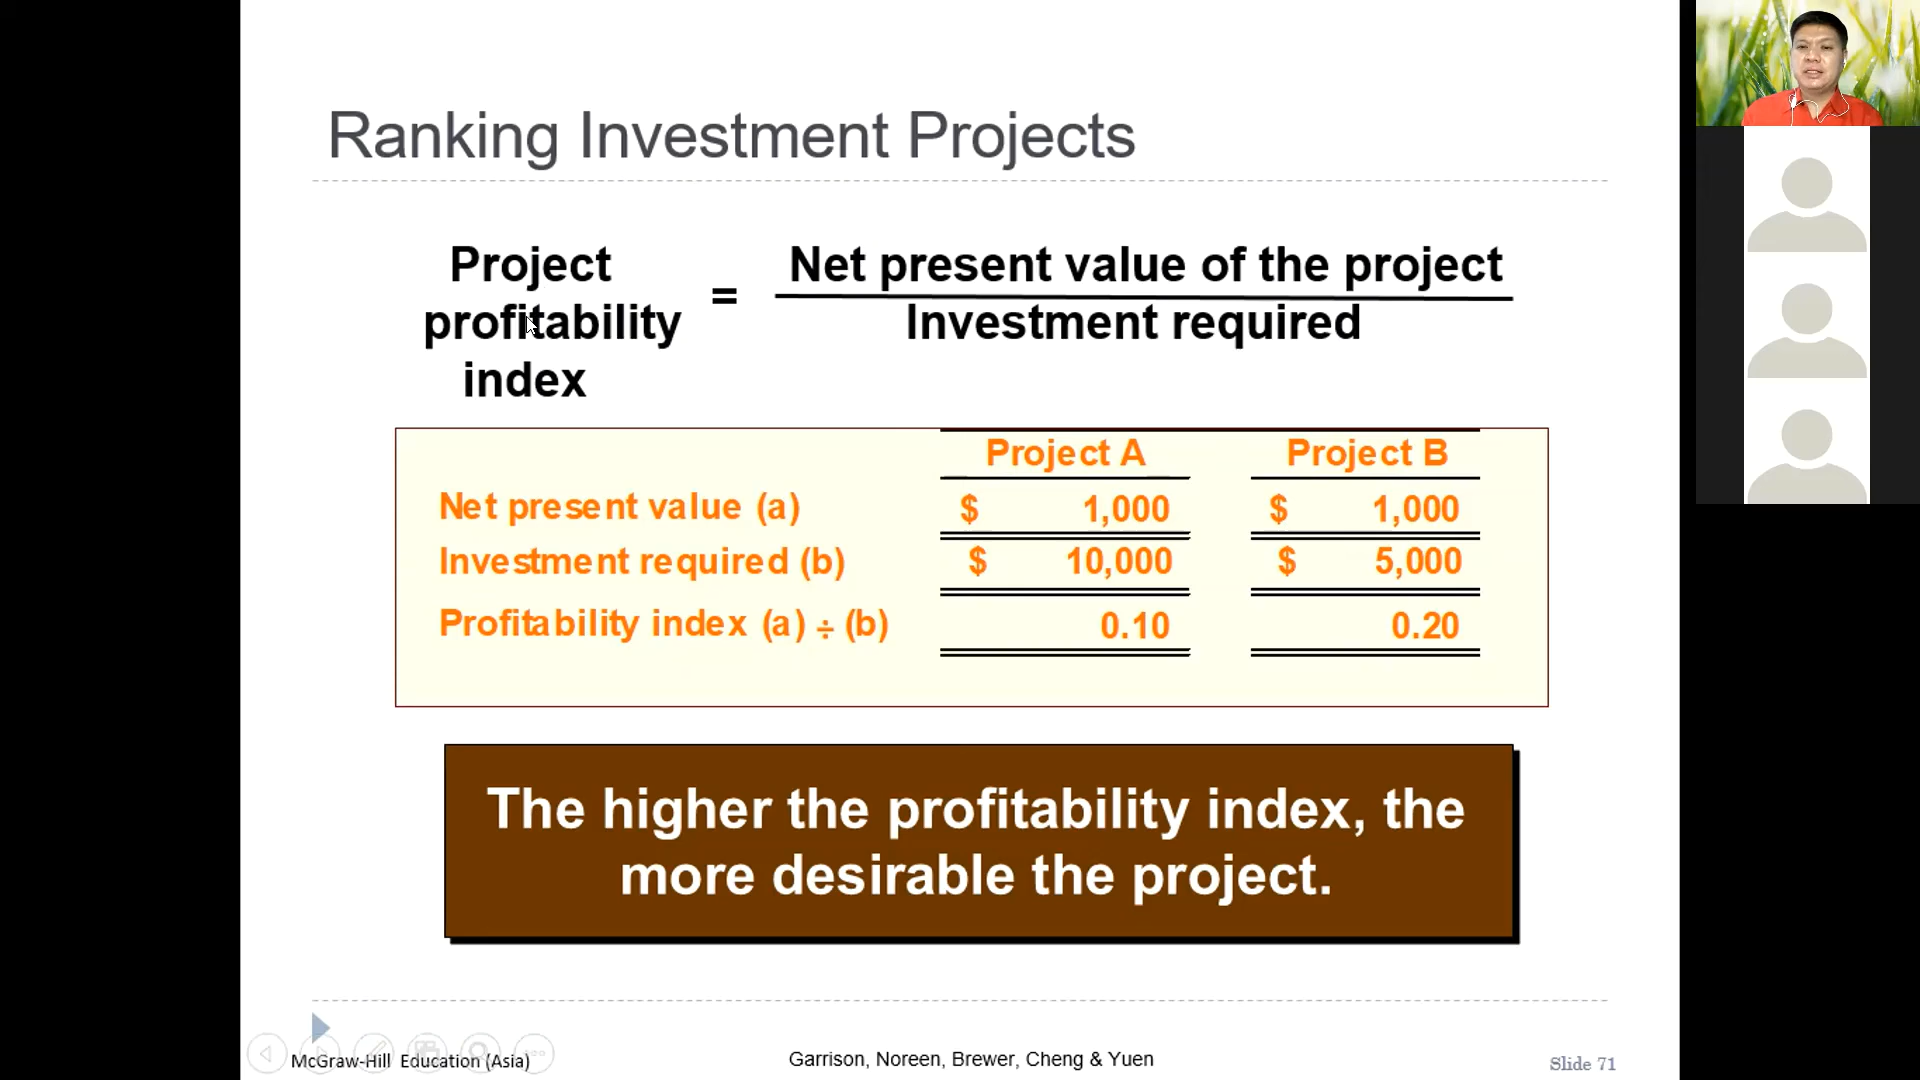 Ranking Investment Projects
Project profitability index = Net present value of the project
Investment required
Project A Project B
Net present value (a) $ 1,000 $ 1,000
Investment required (b) $ 10,000 $ 5,000
Profitability index (a) ÷ (b) 0.10 0.20
The higher the profitability index, the
more desirable the project.
McGraw-Hill Education (Asia) Garrison, Noreen, Brewer, Cheng & Yuen Slide 71